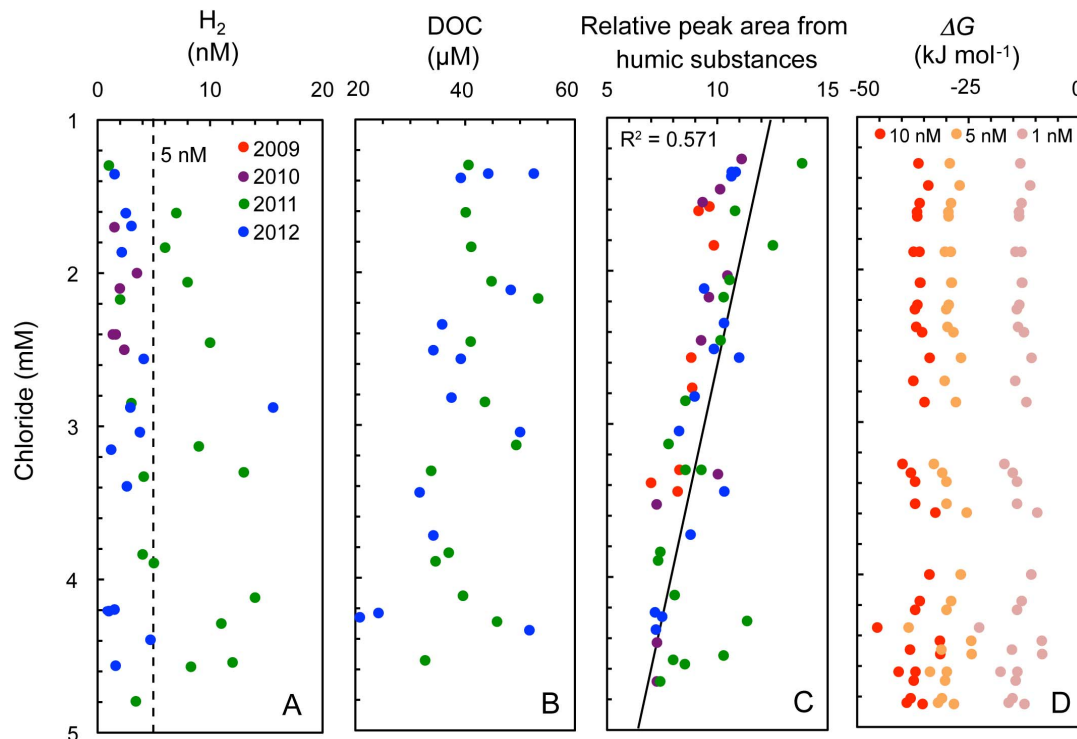 H₂
(nM)
0 10 20
DOC
(µM)
20 40 60
Relative peak area from
humic substances
5 10 15
ΔG
(kJ mol⁻¹)
-50 -25 0
Chloride (mM)
1
2
3
4
5
5 nM
2009
2010
2011
2012
A
B
R² = 0.571
C
10 nM 5 nM 1 nM
D